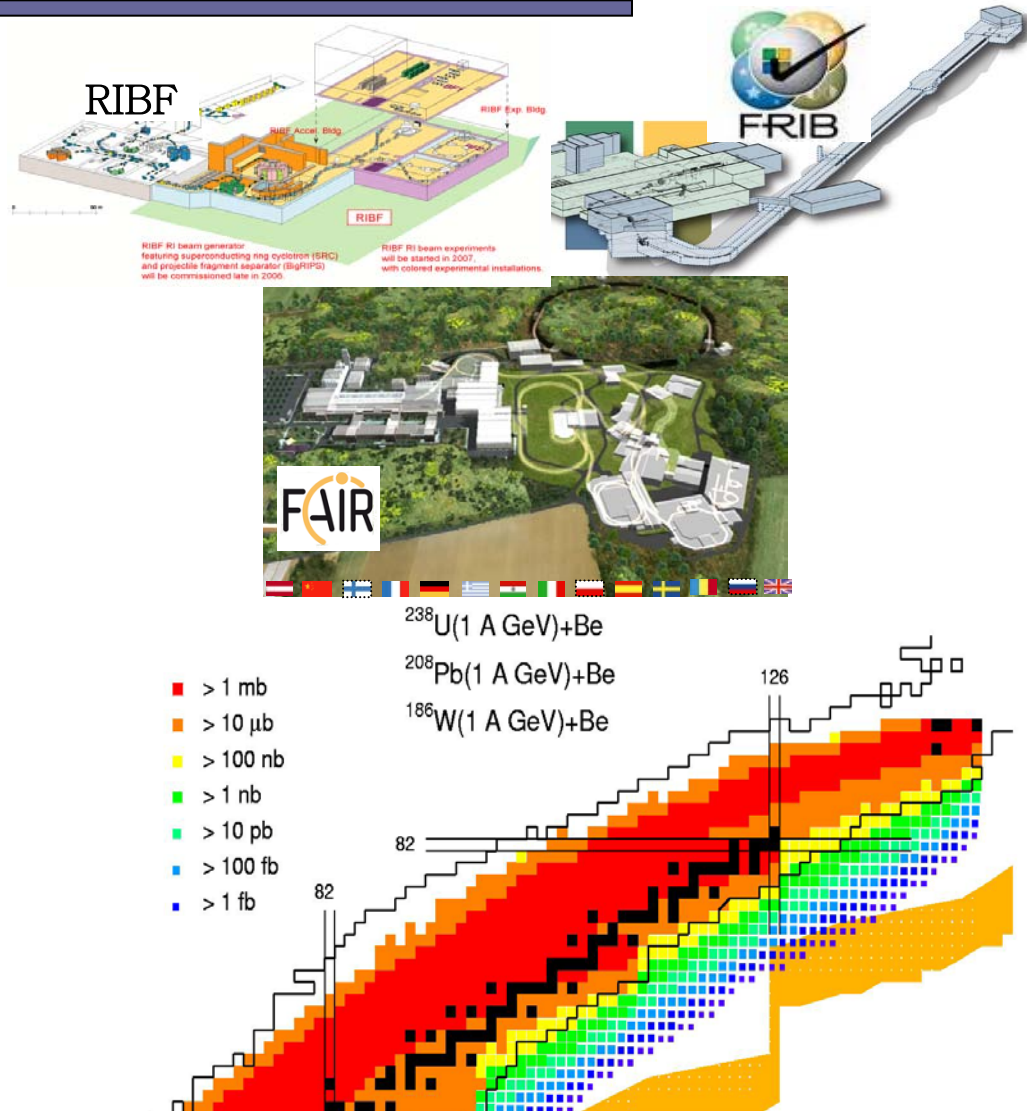 RIBF
RIBF Exp. Bldg.
RIBF Accel. Bldg.
RIBF
RIBF RI beam generator
featuring superconducting ring cyclotron (SRC)
and projectile fragment separator (BigRIPS)
will be commissioned late in 2006.
RIBF RI beam experiments
will be started in 2007,
with colored experimental installations.
FRIB
FAIR
238U(1 A GeV)+Be
208Pb(1 A GeV)+Be
186W(1 A GeV)+Be
> 1 mb
> 10 μb
> 100 nb
> 1 nb
> 10 pb
> 100 fb
> 1 fb
126
82
82